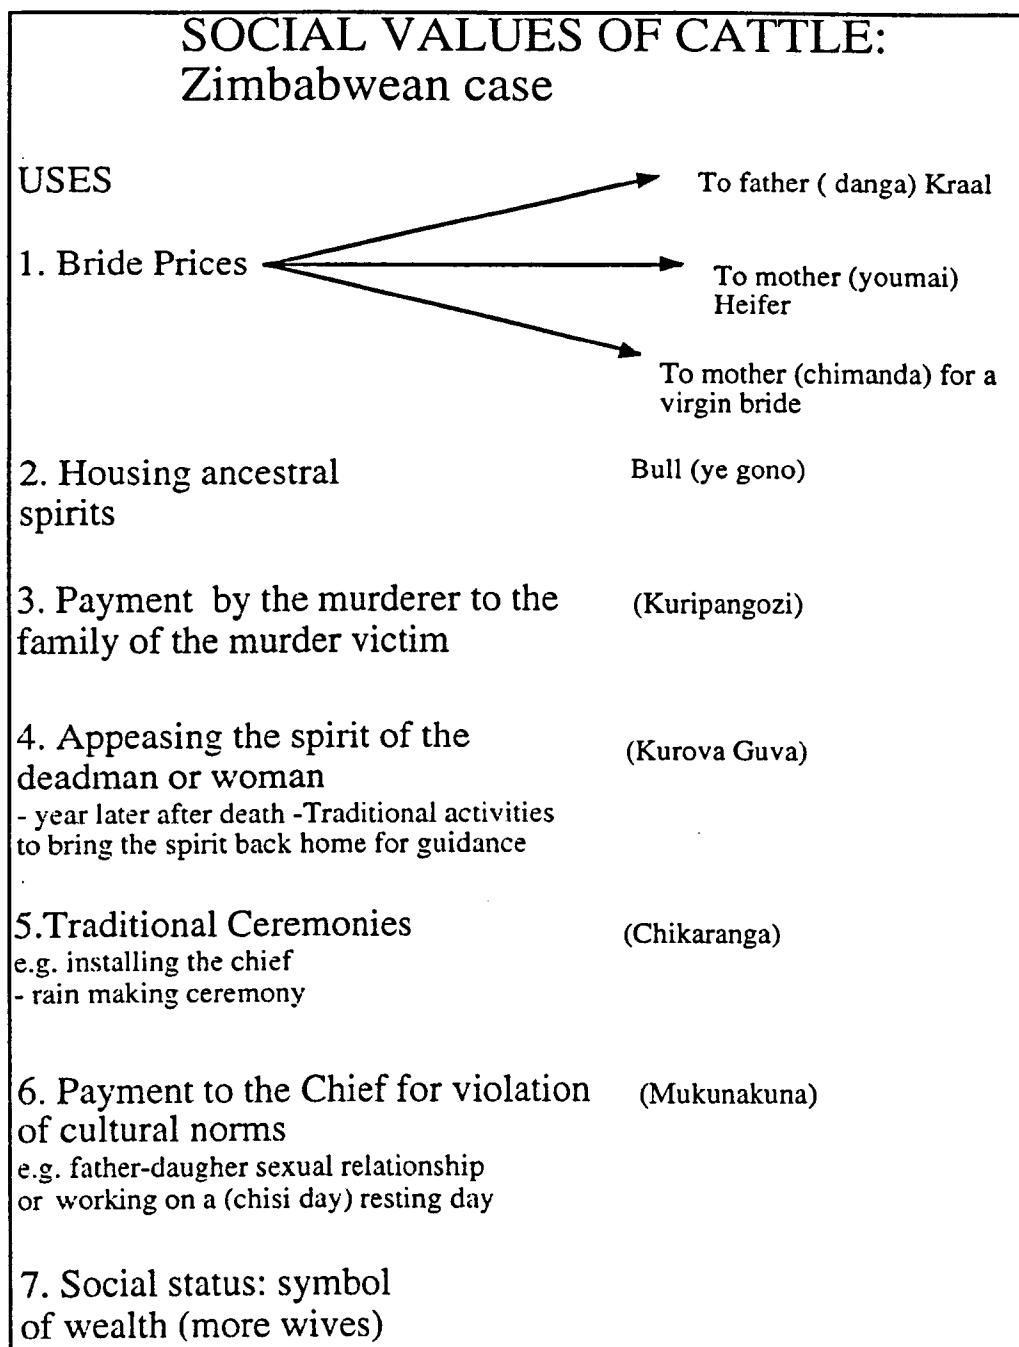 SOCIAL VALUES OF CATTLE:
Zimbabwean case
USES
To father ( danga) Kraal
1. Bride Prices
To mother (youmai)
Heifer
To mother (chimanda) for a
virgin bride
2. Housing ancestral
spirits
Bull (ye gono)
3. Payment by the murderer to the
family of the murder victim
(Kuripangozi)
4. Appeasing the spirit of the
deadman or woman
(Kurova Guva)
- year later after death -Traditional activities
to bring the spirit back home for guidance
5.Traditional Ceremonies
(Chikaranga)
e.g. installing the chief
- rain making ceremony
6. Payment to the Chief for violation
of cultural norms
(Mukunakuna)
e.g. father-daugher sexual relationship
or working on a (chisi day) resting day
7. Social status: symbol
of wealth (more wives)